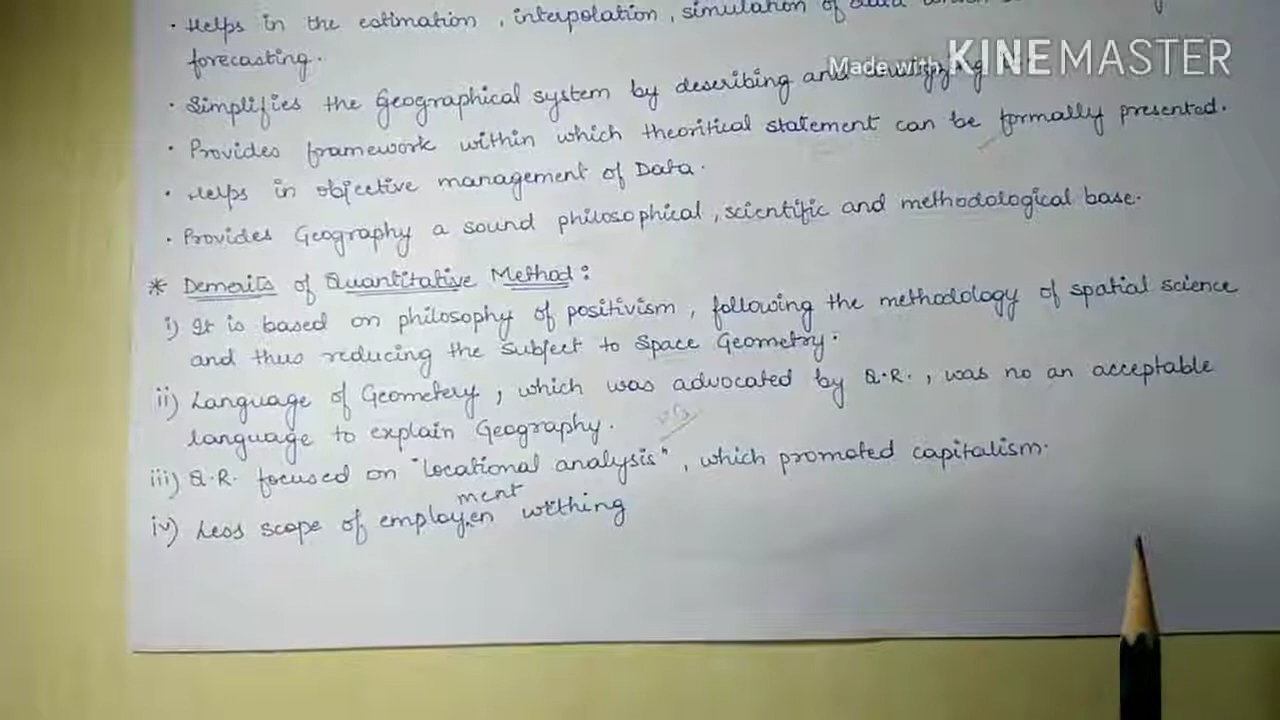 • Helps in the estimation, interpolation, simulation of data
forecasting.
Made with KINEMASTER
• Simplifies the Geographical system by describing and
• Provides framework within which theoritical statement can be formally presented.
• Helps in objective management of Data.
• Provides Geography a sound philosophical, scientific and methodological base.
* Demerits of Quantitative Method:
i) It is based on philosophy of positivism, following the methodology of spatial science
and thus reducing the subject to Space Geometry.
ii) Language of Geometery, which was advocated by Q.R., was no an acceptable
language to explain Geography.
iii) Q.R. focused on "locational analysis", which promoted capitalism.
ment
iv) Less scope of employ,en